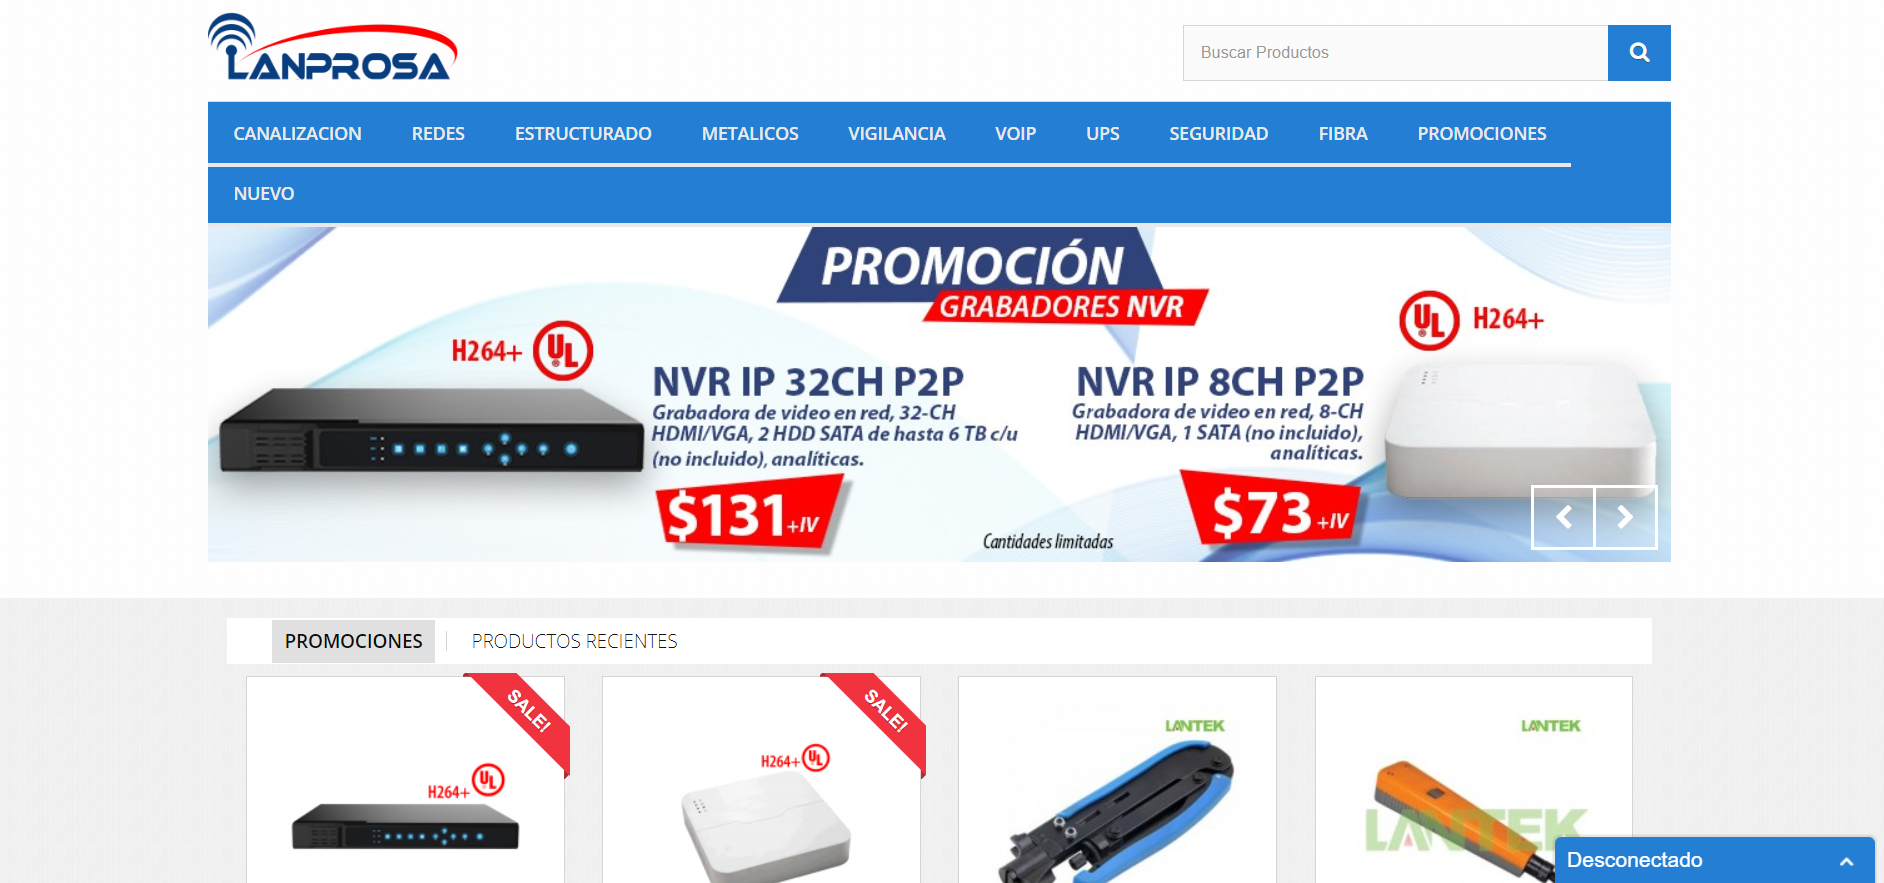 LANPROSA
Buscar Productos
CANALIZACION REDES ESTRUCTURADO METALICOS VIGILANCIA VOIP UPS SEGURIDAD FIBRA PROMOCIONES
NUEVO
PROMOCIÓN
GRABADORES NVR
H264+ UL
NVR IP 32CH P2P
Grabadora de video en red, 32-CH
HDMI/VGA, 2 HDD SATA de hasta 6 TB c/u
(no incluido), analíticas.
$131 +IV
UL H264+
NVR IP 8CH P2P
Grabadora de video en red, 8-CH
HDMI/VGA, 1 SATA (no incluido),
analíticas.
$73 +IV
Cantidades limitadas
PROMOCIONES PRODUCTOS RECIENTES
SALE!
H264+ UL
SALE!
H264+ UL
LANTEK
LANTEK
LANTEK
Desconectado